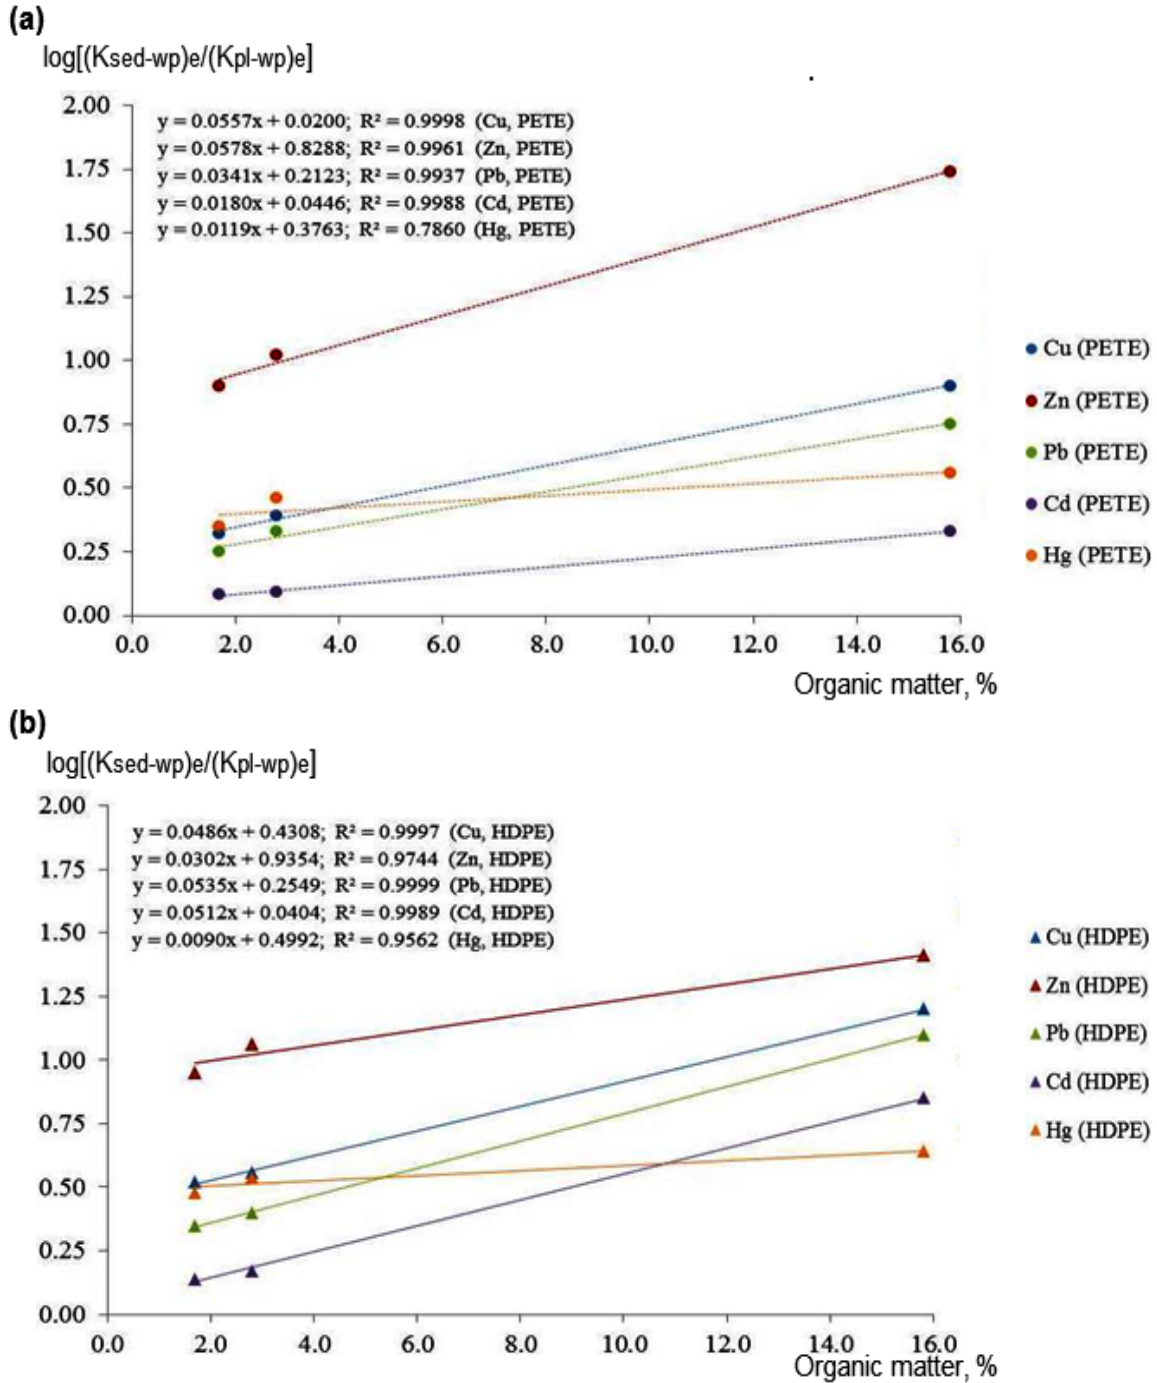 (a)
log[(Ksed-wp)e/(Kpl-wp)e]
y = 0.0557x + 0.0200; R² = 0.9998 (Cu, PETE)
y = 0.0578x + 0.8288; R² = 0.9961 (Zn, PETE)
y = 0.0341x + 0.2123; R² = 0.9937 (Pb, PETE)
y = 0.0180x + 0.0446; R² = 0.9988 (Cd, PETE)
y = 0.0119x + 0.3763; R² = 0.7860 (Hg, PETE)
2.00
1.75
1.50
1.25
1.00
0.75
0.50
0.25
0.00
0.0 2.0 4.0 6.0 8.0 10.0 12.0 14.0 16.0
Organic matter, %
Cu (PETE)
Zn (PETE)
Pb (PETE)
Cd (PETE)
Hg (PETE)
(b)
log[(Ksed-wp)e/(Kpl-wp)e]
y = 0.0486x + 0.4308; R² = 0.9997 (Cu, HDPE)
y = 0.0302x + 0.9354; R² = 0.9744 (Zn, HDPE)
y = 0.0535x + 0.2549; R² = 0.9999 (Pb, HDPE)
y = 0.0512x + 0.0404; R² = 0.9989 (Cd, HDPE)
y = 0.0090x + 0.4992; R² = 0.9562 (Hg, HDPE)
2.00
1.75
1.50
1.25
1.00
0.75
0.50
0.25
0.00
0.0 2.0 4.0 6.0 8.0 10.0 12.0 14.0 16.0
Organic matter, %
Cu (HDPE)
Zn (HDPE)
Pb (HDPE)
Cd (HDPE)
Hg (HDPE)